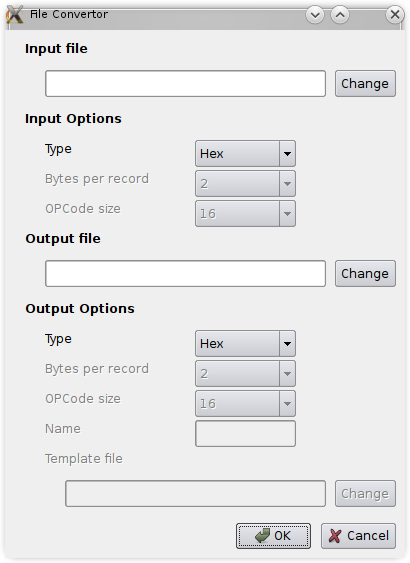 File Convertor
Input file
Change
Input Options
Type Hex
Bytes per record 2
OPCode size 16
Output file
Change
Output Options
Type Hex
Bytes per record 2
OPCode size 16
Name
Template file
Change
OK Cancel